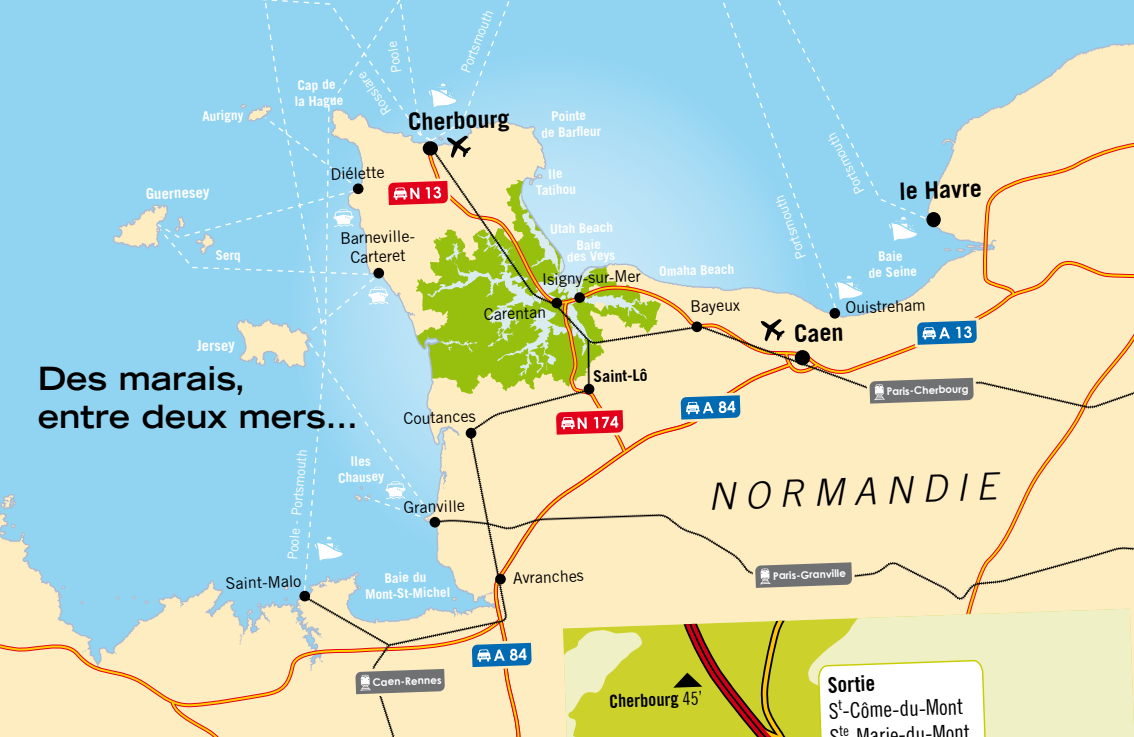 Rosslare
Poole
Portsmouth
Cap de
la Hague
Aurigny
Cherbourg
Pointe
de Barfleur
Diélette
N 13
Ile
Tatihou
Portsmouth
le Havre
Guernesey
Serq
Barneville-
Carteret
Utah Beach
Baie
des Veys
Isigny-sur-Mer
Omaha Beach
Portsmouth
Baie
de Seine
Carentan
Bayeux
Ouistreham
Caen
A 13
Jersey
Des marais,
entre deux mers...
Saint-Lô
Paris-Cherbourg
Coutances
N 174
A 84
Iles
Chausey
Poole - Portsmouth
Granville
NORMANDIE
Saint-Malo
Baie du
Mont-St-Michel
Avranches
Paris-Granville
A 84
Caen-Rennes
Cherbourg 45'
Sortie
St-Côme-du-Mont
Ste Marie-du-Mont